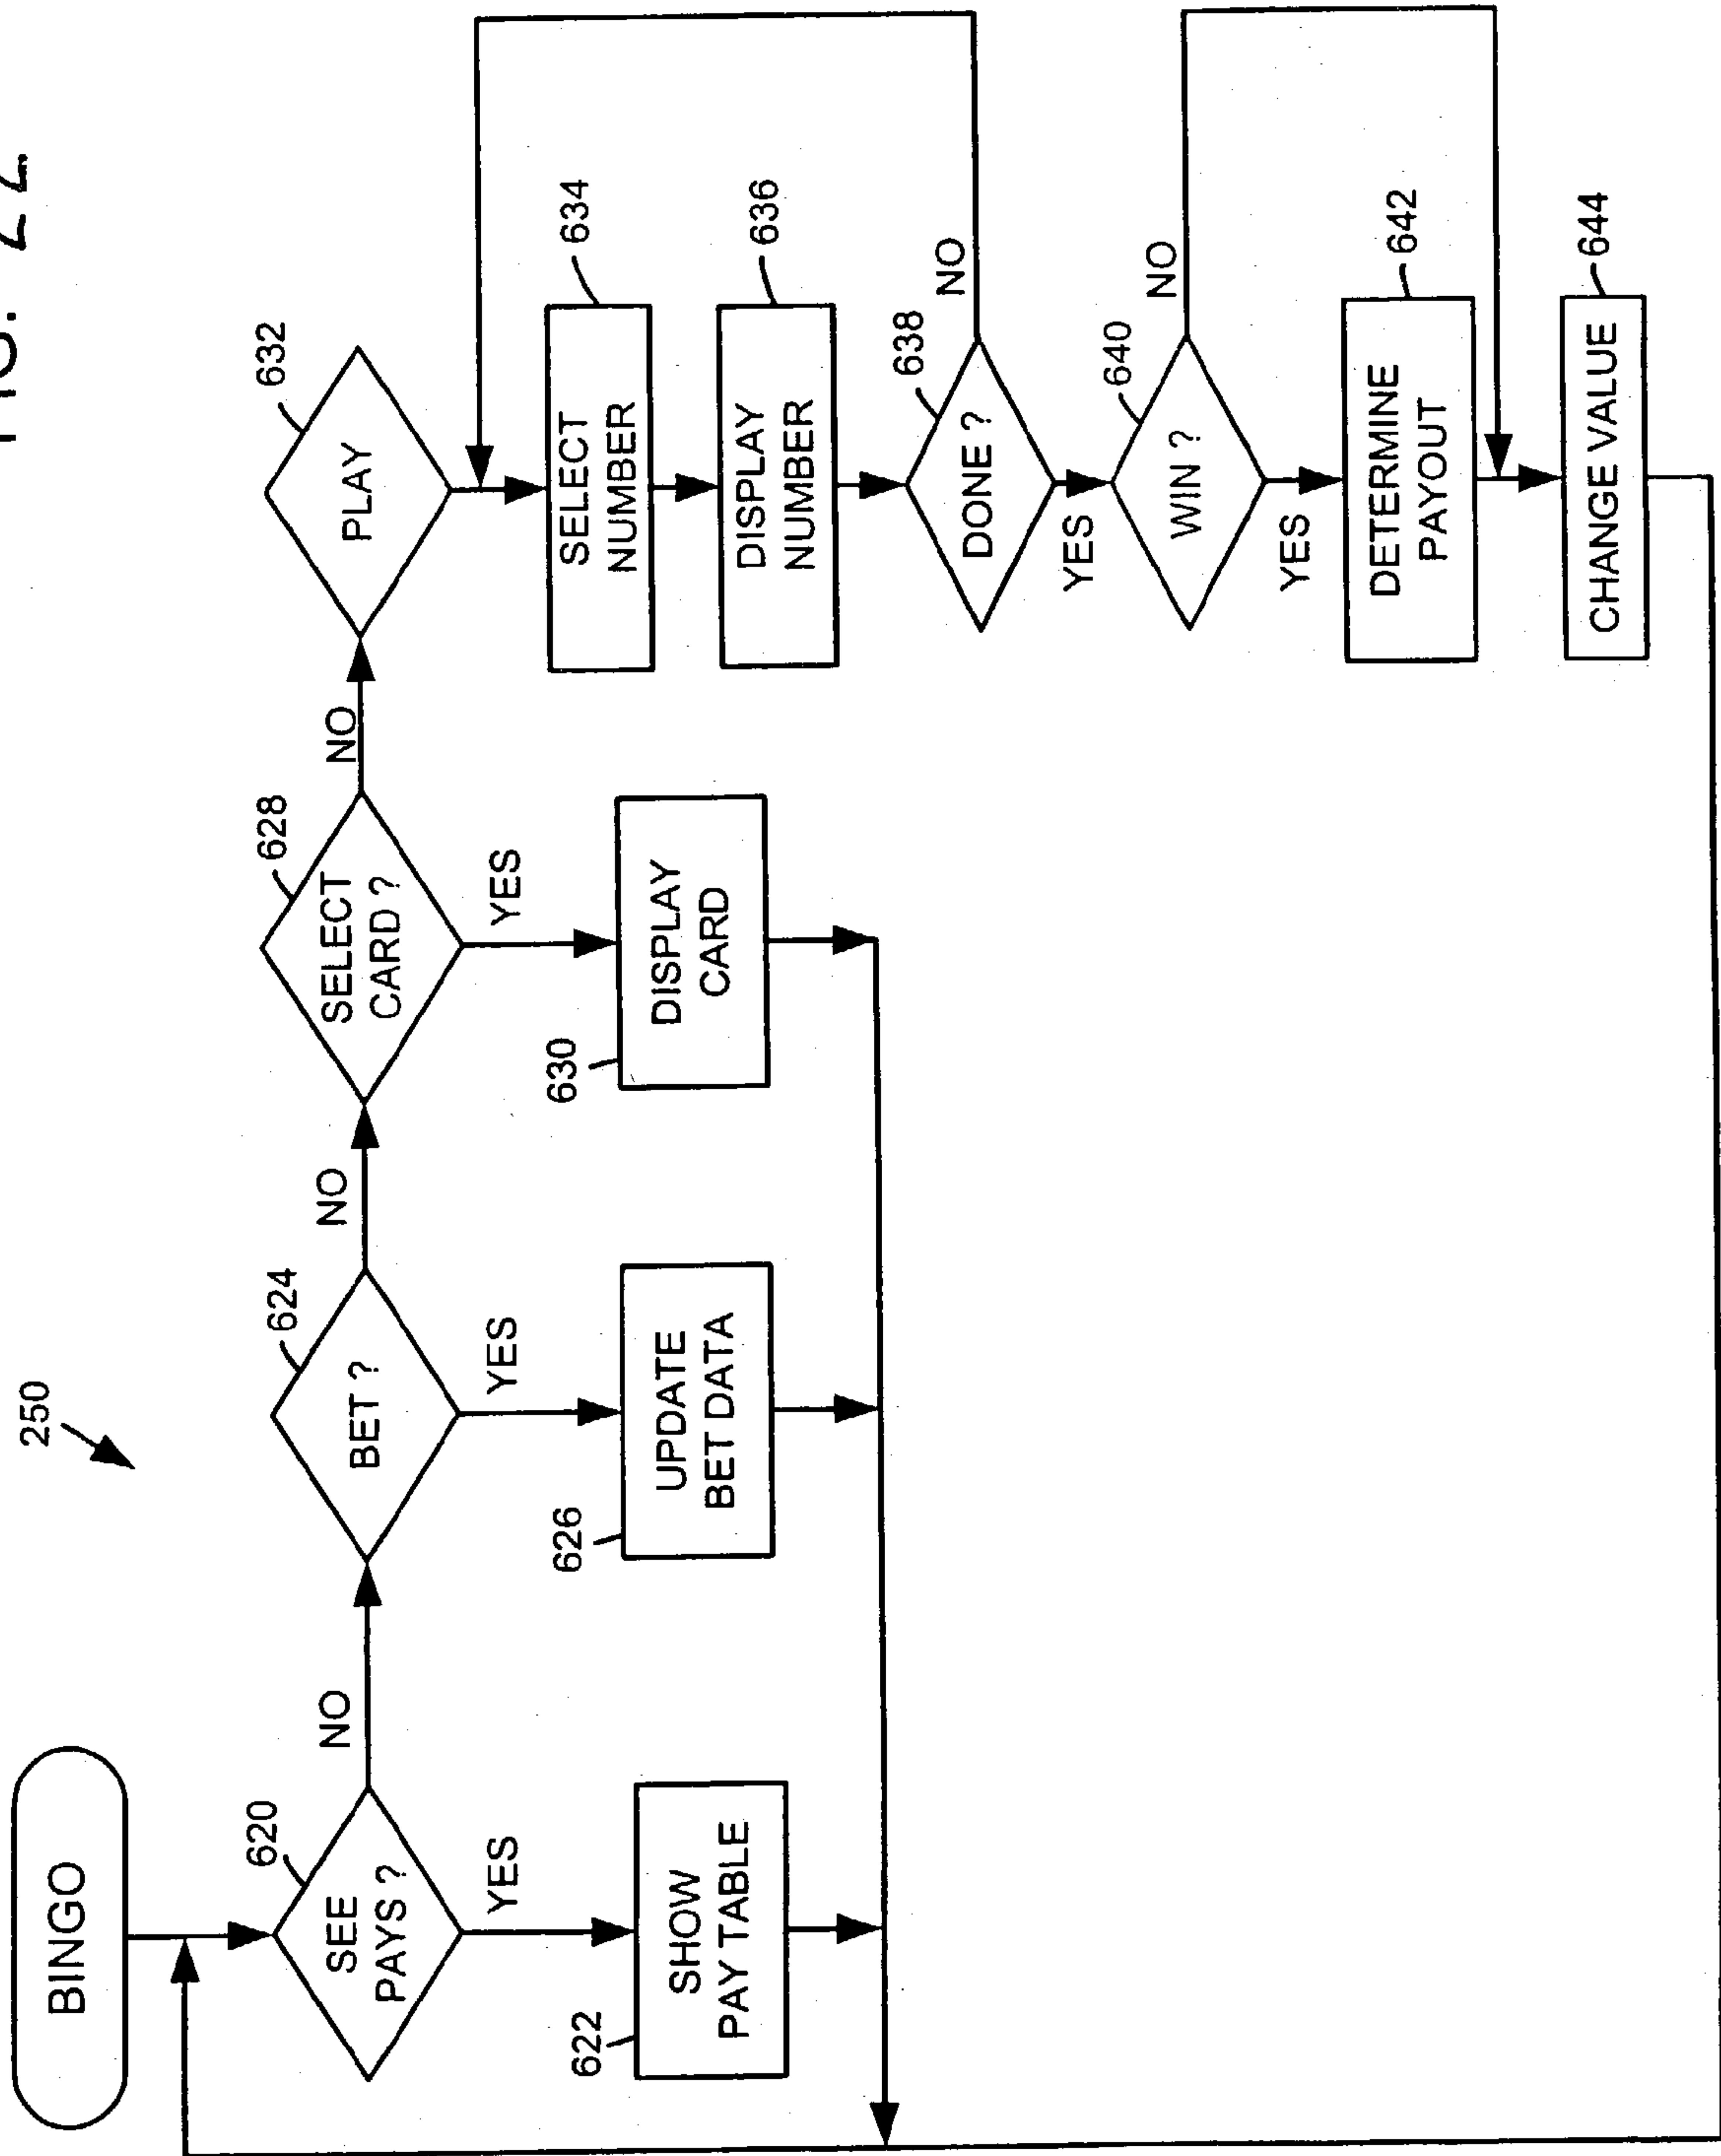 FIG. 22
250
BINGO
620
SEE
PAYS ?
NO
YES
622
SHOW
PAY TABLE
624
BET ?
NO
YES
626
UPDATE
BET DATA
628
SELECT
CARD ?
NO
YES
630
DISPLAY
CARD
632
PLAY
634
SELECT
NUMBER
636
DISPLAY
NUMBER
638
DONE ?
NO
YES
640
WIN ?
NO
YES
642
DETERMINE
PAYOUT
644
CHANGE VALUE